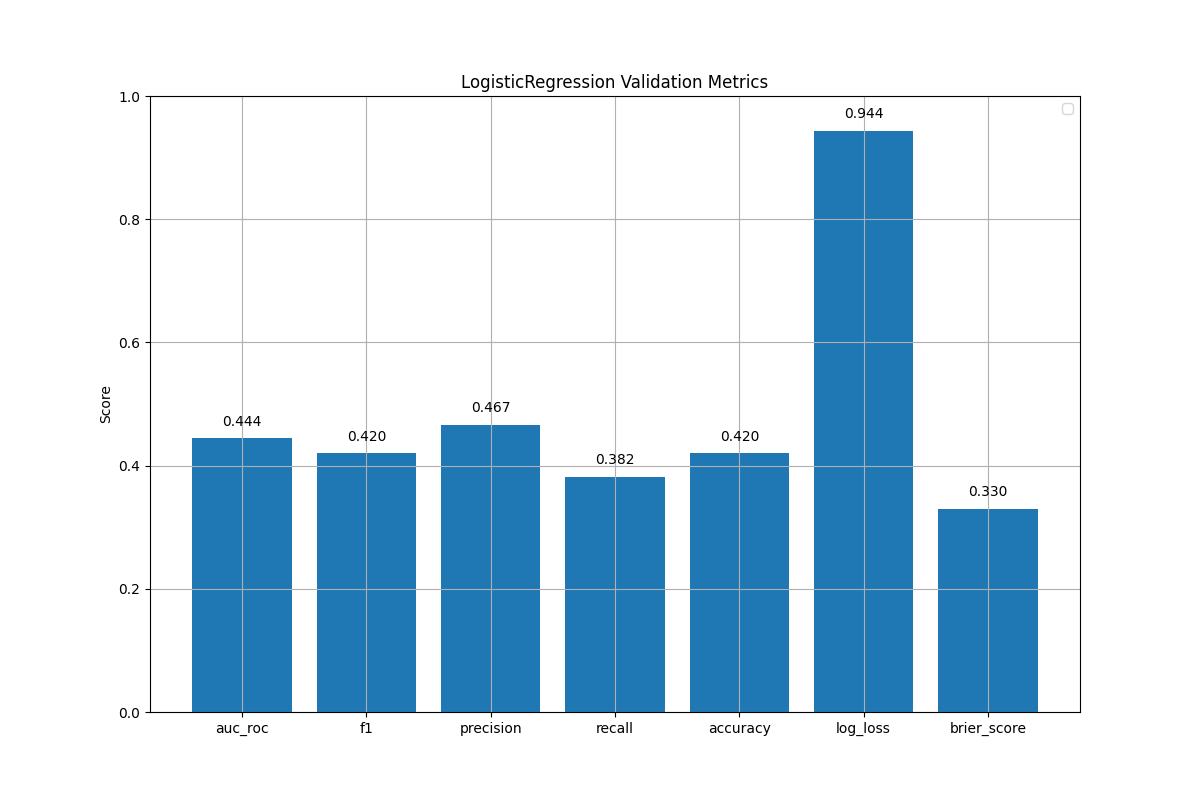 LogisticRegression Validation Metrics
1.0
0.8
0.6
0.4
0.2
0.0
Score
0.444
0.420
0.467
0.382
0.420
0.944
0.330
auc_roc
f1
precision
recall
accuracy
log_loss
brier_score